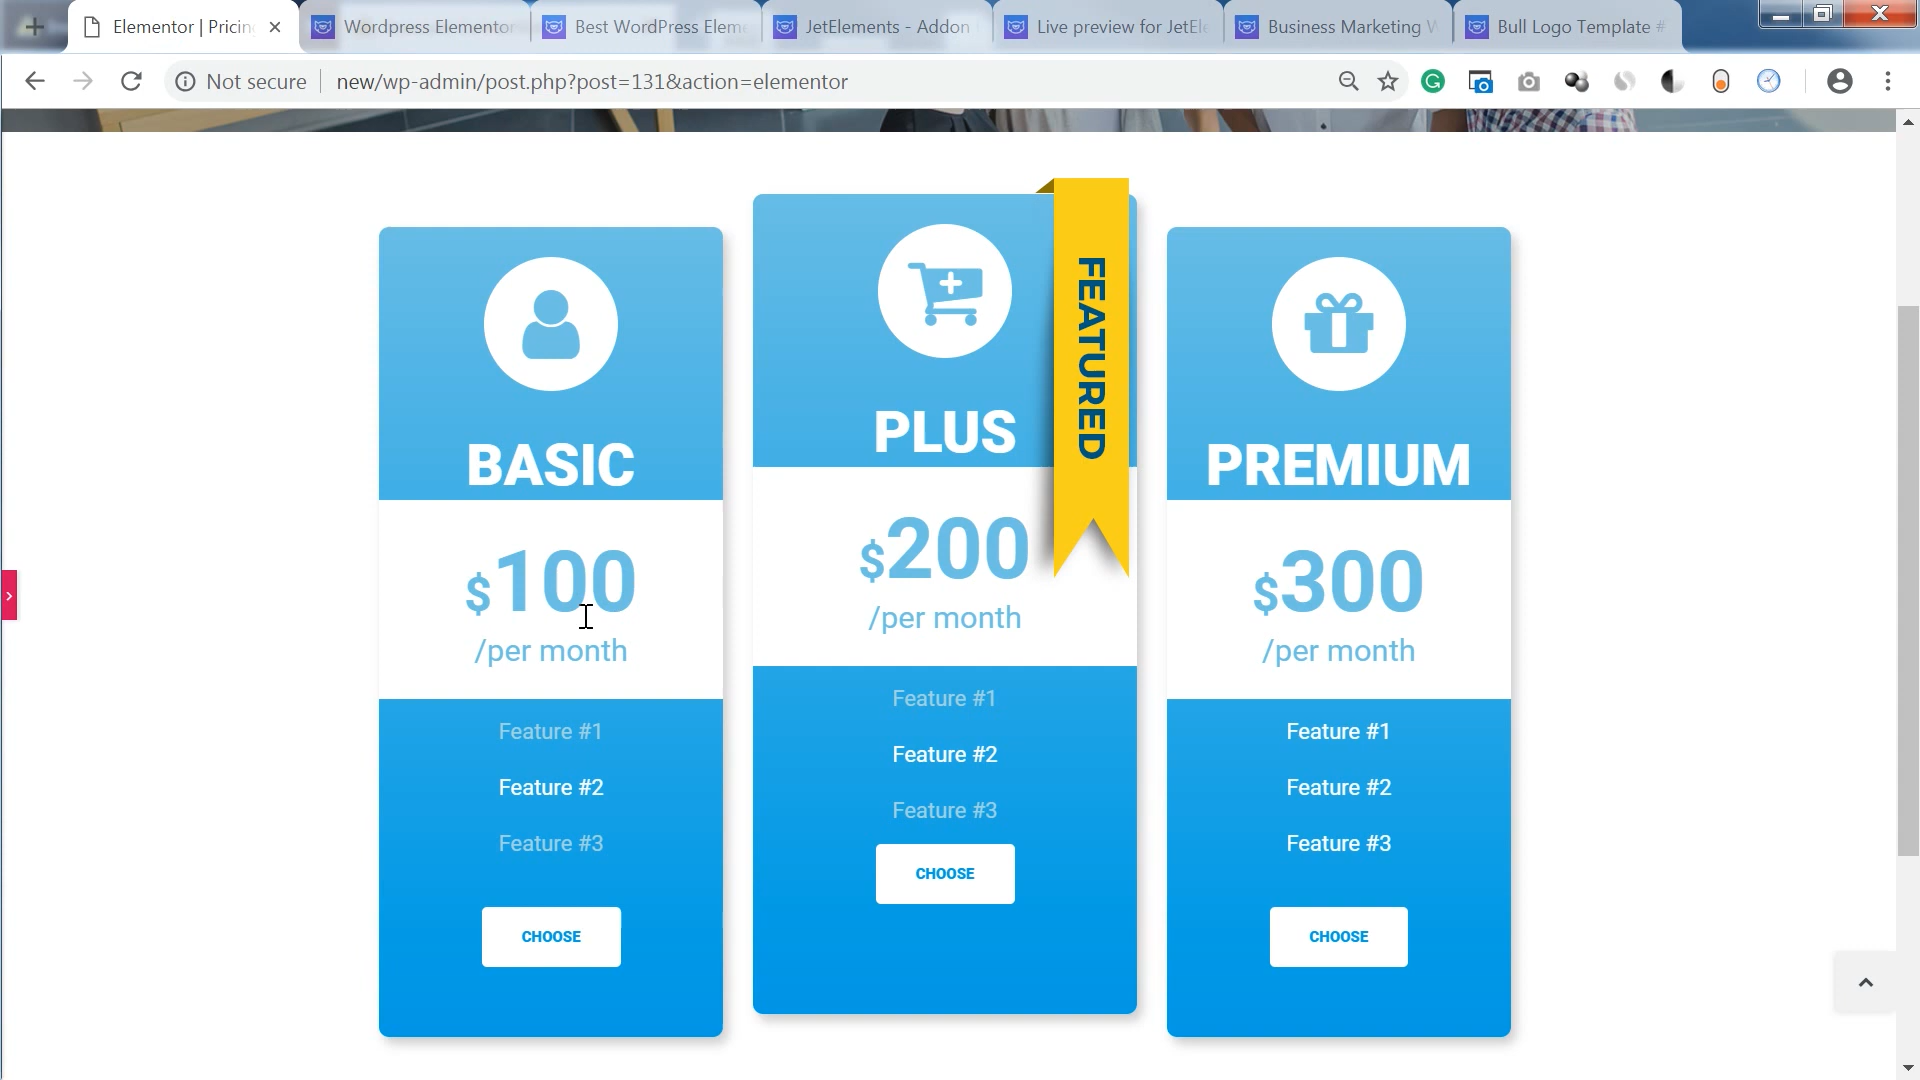 Elementor | Pricing
Wordpress Elementor
Best WordPress Eleme
JetElements - Addon
Live preview for JetEle
Business Marketing W
Bull Logo Template #
Not secure
new/wp-admin/post.php?post=131&action=elementor
BASIC
$100
/per month
Feature #1
Feature #2
Feature #3
CHOOSE
PLUS
FEATURED
$200
/per month
Feature #1
Feature #2
Feature #3
CHOOSE
PREMIUM
$300
/per month
Feature #1
Feature #2
Feature #3
CHOOSE